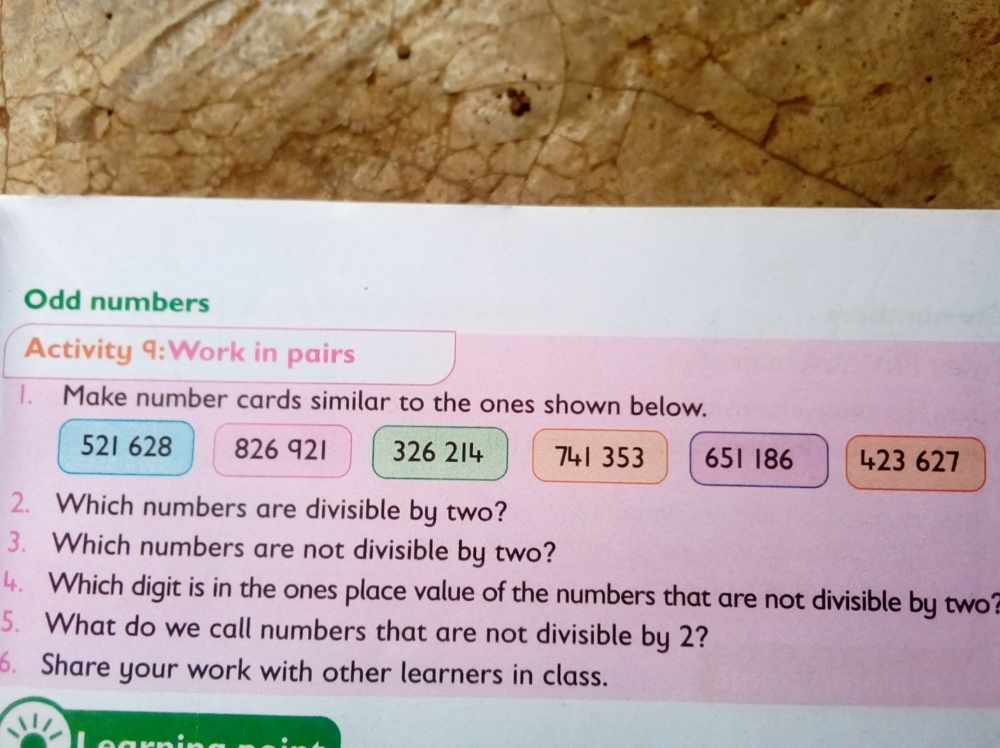 Odd numbers
Activity 9: Work in pairs
1. Make number cards similar to the ones shown below.
521 628 826 921 326 214 741 353 651 186 423 627
2. Which numbers are divisible by two?
3. Which numbers are not divisible by two?
4. Which digit is in the ones place value of the numbers that are not divisible by two?
5. What do we call numbers that are not divisible by 2?
6. Share your work with other learners in class.
Learning point